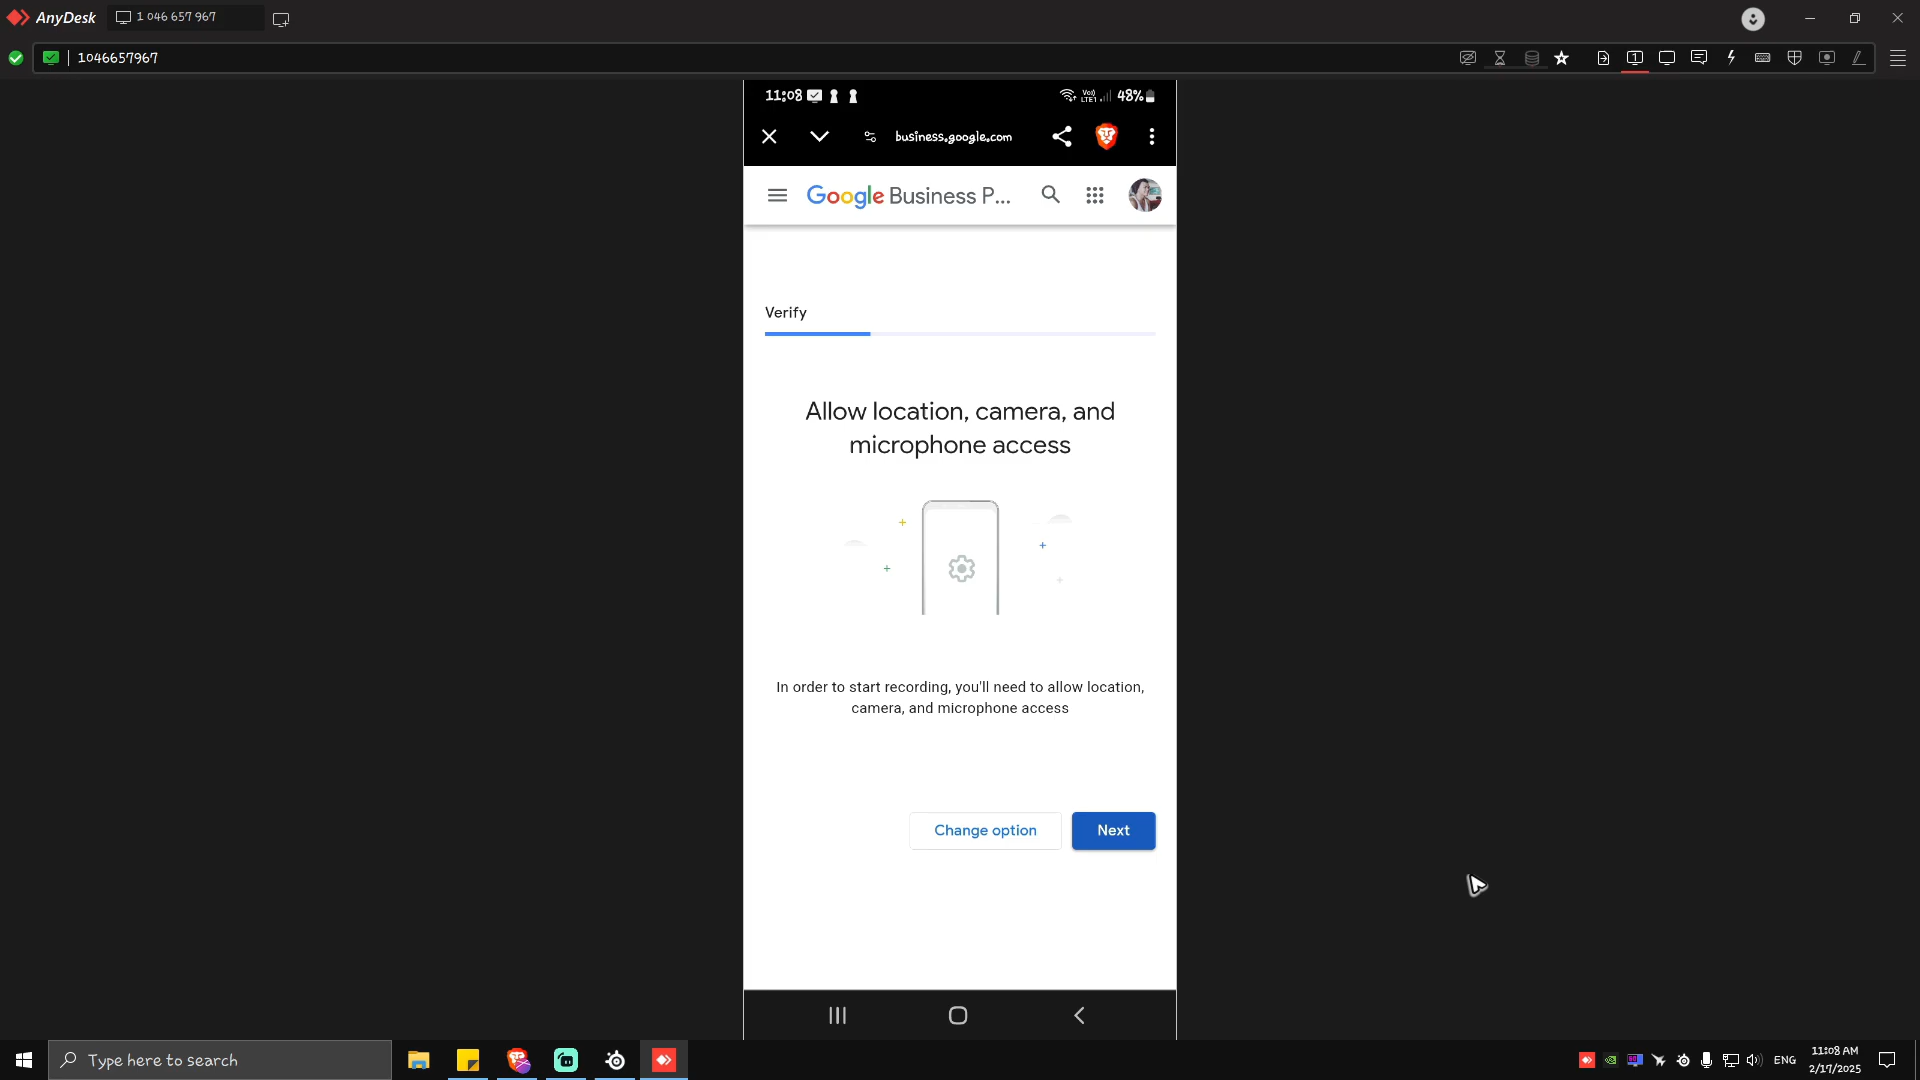 AnyDesk
1 046 657 967
1046657967
11:08
Vo))
LTE1
48%
business.google.com
Google Business P...
Verify
Allow location, camera, and
microphone access
In order to start recording, you'll need to allow location,
camera, and microphone access
Change option
Next
Type here to search
ENG
11:08 AM
2/17/2025